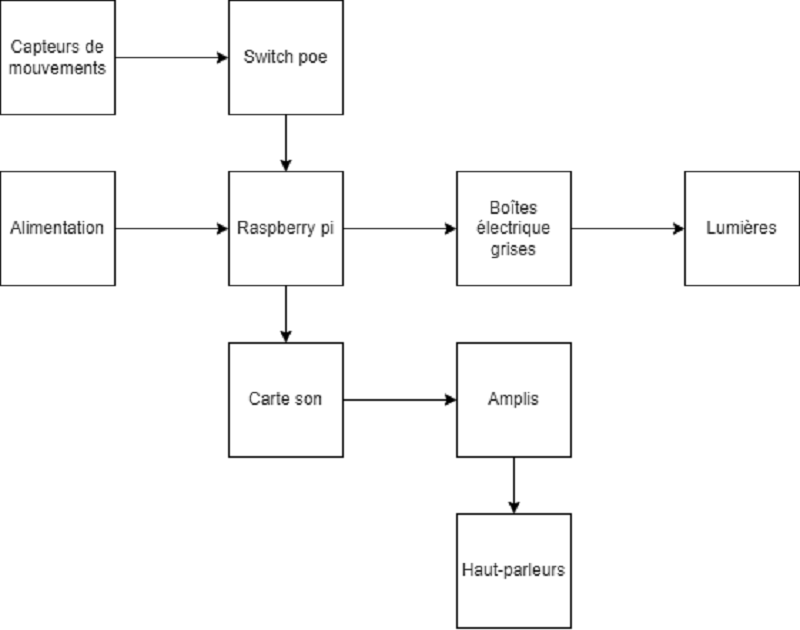 Capteurs de
mouvements
Switch poe
Alimentation
Raspberry pi
Boîtes
électrique
grises
Lumières
Carte son
Amplis
Haut-parleurs